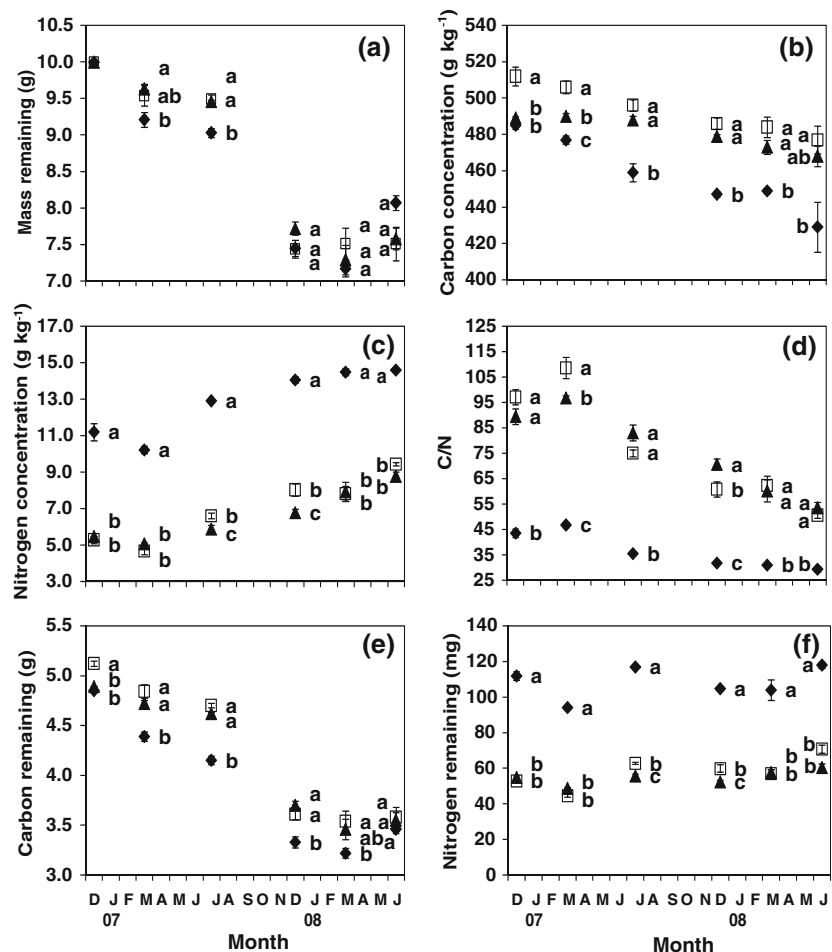 (a)
Mass remaining (g)
10.5
10.0
9.5
9.0
8.5
8.0
7.5
7.0
a
a
ab
a
b
b
a
a
a
a
a
a
a
a
a
(b)
Carbon concentration (g kg-1)
540
520
500
480
460
440
420
400
a
b
b
a
b
c
a
a
b
a
a
b
a
a
b
a
ab
b
D J F M A M J J A S O N D J F M A M J
(c)
Nitrogen concentration (g kg-1)
17.0
15.0
13.0
11.0
9.0
7.0
5.0
3.0
a
b
b
a
b
b
a
b
c
a
b
c
a
b
b
a
b
b
(d)
C/N
125
115
105
95
85
75
65
55
45
35
25
a
a
b
a
b
c
a
a
b
a
b
c
a
a
b
a
a
b
(e)
Carbon remaining (g)
5.5
5.0
4.5
4.0
3.5
3.0
a
b
b
a
a
b
a
a
b
a
a
b
a
ab
b
a
a
a
D J F M A M J J A S O N D J F M A M J
07 08
Month
(f)
Nitrogen remaining (mg)
140
120
100
80
60
40
20
0
a
b
b
a
b
b
a
b
c
a
b
c
a
b
b
a
b
b
D J F M A M J J A S O N D J F M A M J
07 08
Month